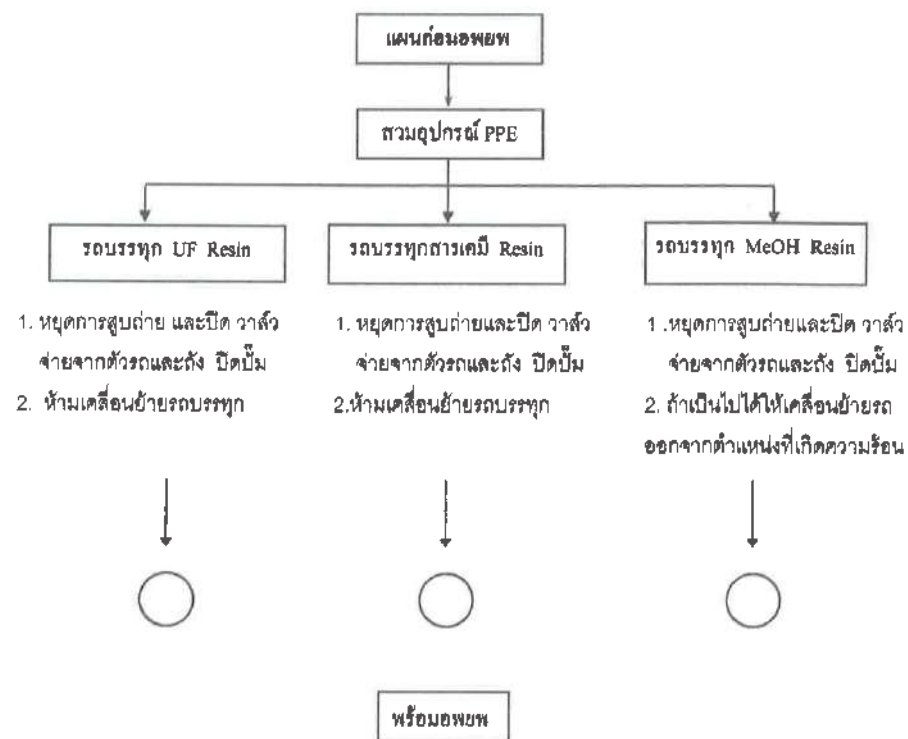 แผนก่อนอพยพ
สวมอุปกรณ์ PPE
รถบรรทุก UF Resin
1. หยุดการสูบถ่าย และปิด วาล์ว
จ่ายจากตัวรถและถัง ปิดปั๊ม
2. ห้ามเคลื่อนย้ายรถบรรทุก
รถบรรทุกสารเคมี Resin
1. หยุดการสูบถ่ายและปิด วาล์ว
จ่ายจากตัวรถและถัง ปิดปั๊ม
2.ห้ามเคลื่อนย้ายรถบรรทุก
รถบรรทุก MeOH Resin
1 .หยุดการสูบถ่ายและปิด วาล์ว
จ่ายจากตัวรถและถัง ปิดปั๊ม
2. ถ้าเป็นไปได้ให้เคลื่อนย้ายรถ
ออกจากตำแหน่งที่เกิดความร้อน
พร้อมอพยพ